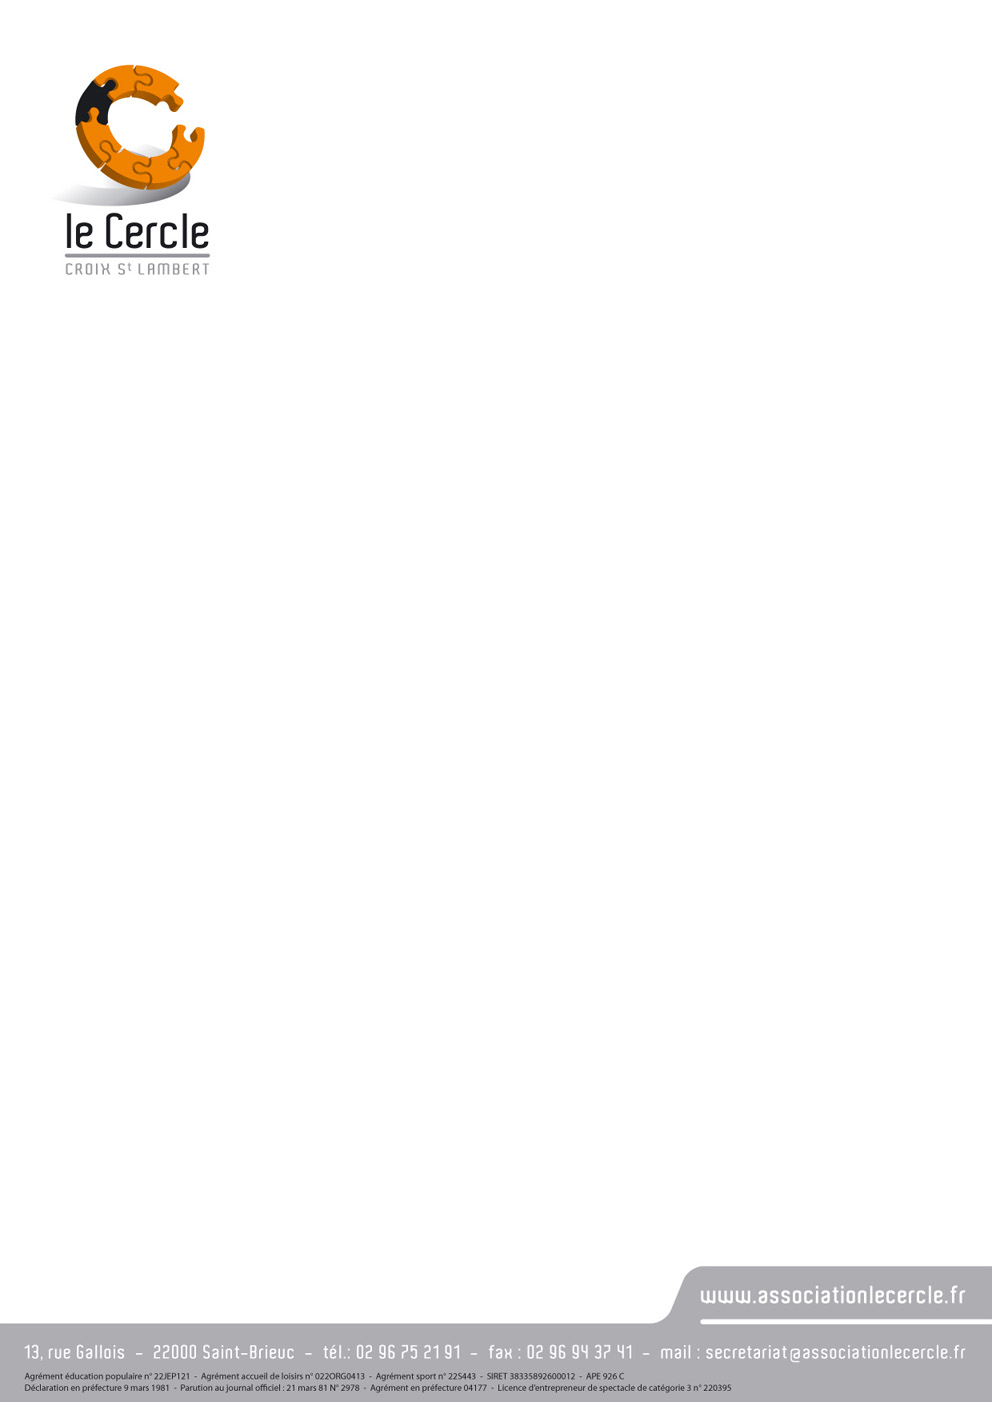 le Cercle
CROIX St LAMBERT
www.associationlecercle.fr
13, rue Gallois - 22000 Saint-Brieuc - tél.: 02 96 75 21 91 - fax : 02 96 94 37 41 - mail : secretariat@associationlecercle.fr
Agrément éducation populaire n° 22JEP121 - Agrément accueil de loisirs n° 022ORG0413 - Agrément sport n° 22S443 - SIRET 38335892600012 - APE 926 C
Déclaration en préfecture 9 mars 1981 - Parution au journal officiel : 21 mars 81 N° 2978 - Agrément en préfecture 04177 - Licence d'entrepreneur de spectacle de catégorie 3 n° 220395